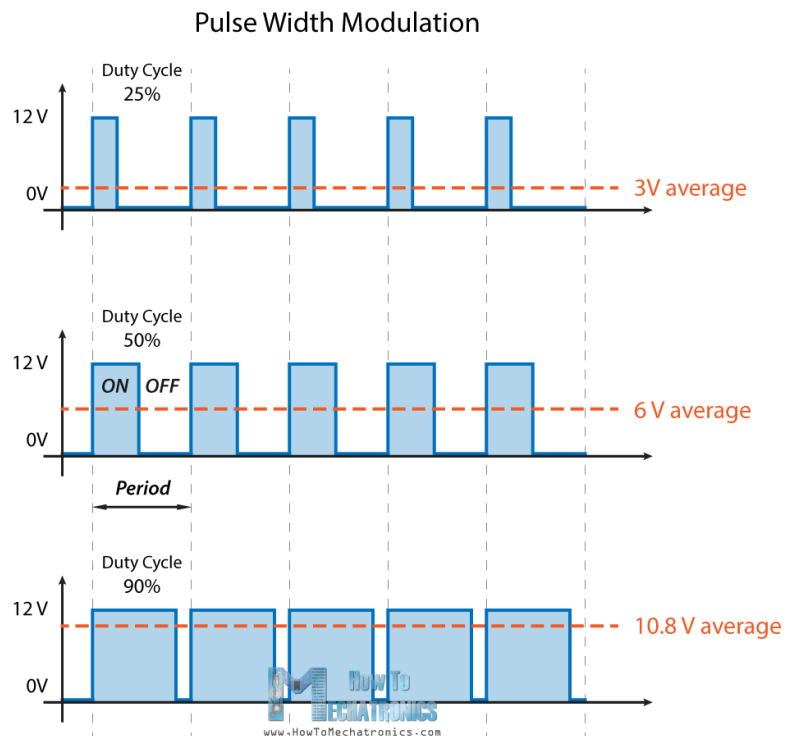 Pulse Width Modulation
Duty Cycle
25%
12 V
0V
3V average
Duty Cycle
50%
12 V
ON OFF
6 V average
0V
Period
Duty Cycle
90%
12 V
10.8 V average
0V
How To
MECHATRONICS
www.HowToMechatronics.com